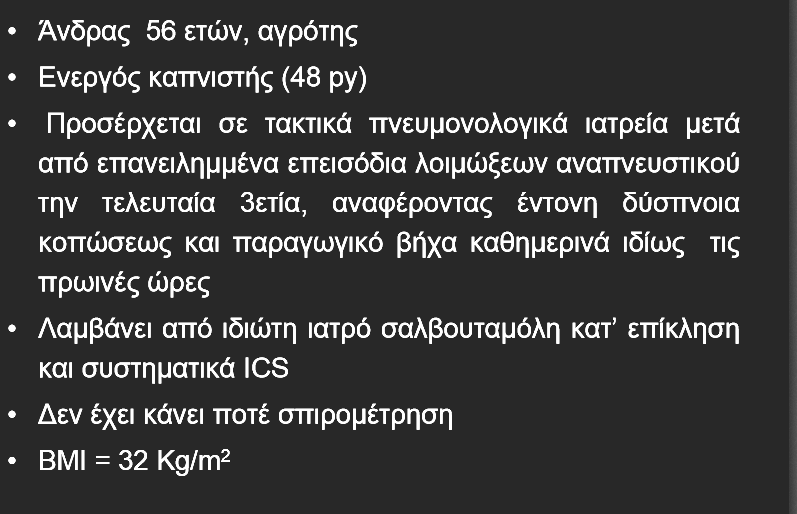 • Άνδρας 56 ετών, αγρότης
• Ενεργός καπνιστής (48 py)
• Προσέρχεται σε τακτικά πνευμονολογικά ιατρεία μετά
από επανειλημμένα επεισόδια λοιμώξεων αναπνευστικού
την τελευταία 3ετία, αναφέροντας έντονη δύσπνοια
κοπώσεως και παραγωγικό βήχα καθημερινά ιδίως τις
πρωινές ώρες
• Λαμβάνει από ιδιώτη ιατρό σαλβουταμόλη κατ’ επίκληση
και συστηματικά ICS
• Δεν έχει κάνει ποτέ σπιρομέτρηση
• BMI = 32 Kg/m²